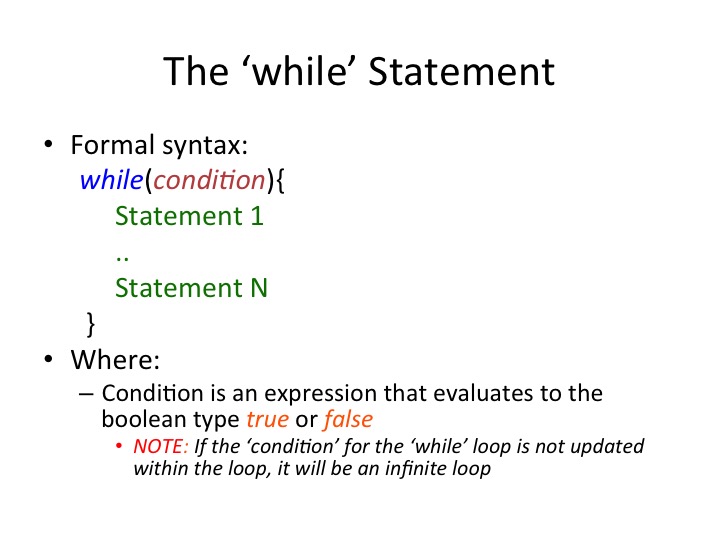 The ‘while’ Statement
• Formal syntax:
while(condition){
Statement 1
..
Statement N
}
• Where:
– Condition is an expression that evaluates to the
boolean type true or false
• NOTE: If the ‘condition’ for the ‘while’ loop is not updated
within the loop, it will be an infinite loop